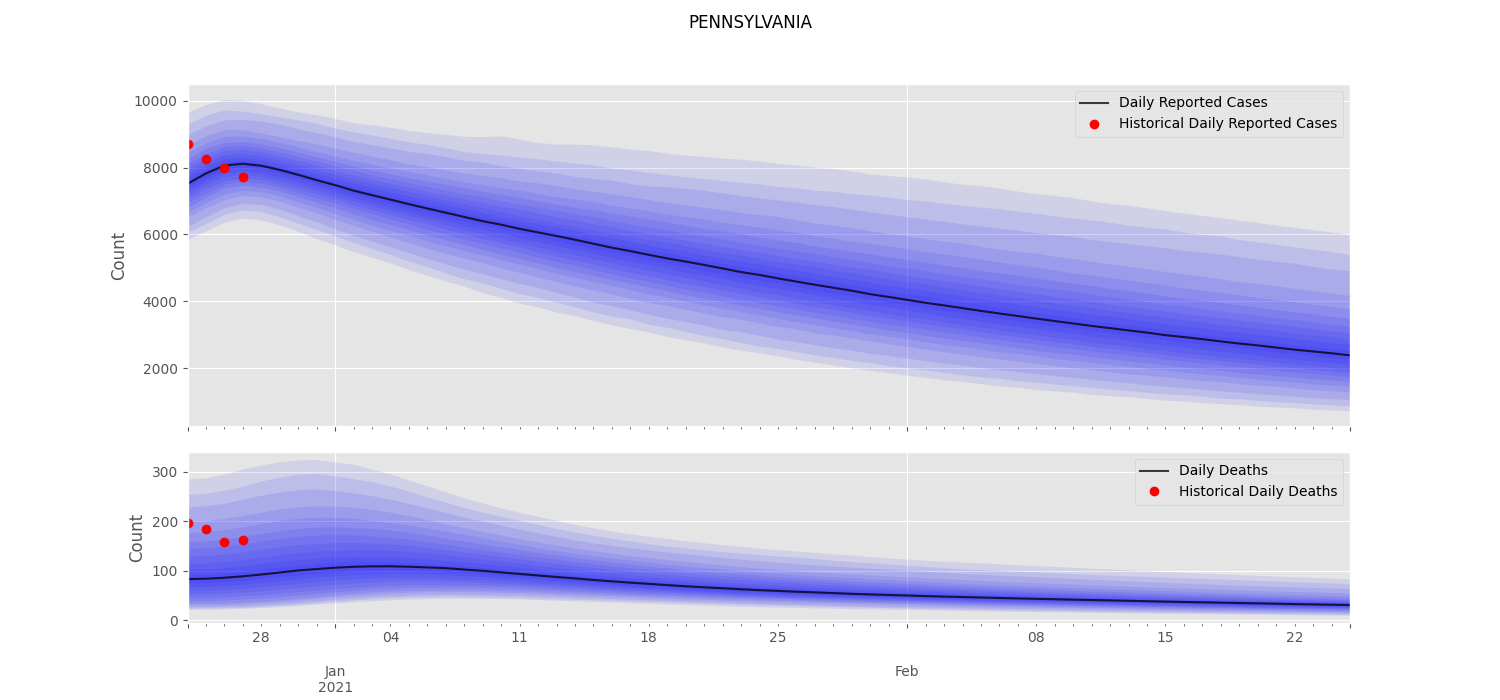 PENNSYLVANIA
10000
8000
6000
4000
2000
Count
Daily Reported Cases
Historical Daily Reported Cases
300
200
100
0
Count
Daily Deaths
Historical Daily Deaths
28 04 11 18 25 08 15 22
Jan Feb
2021